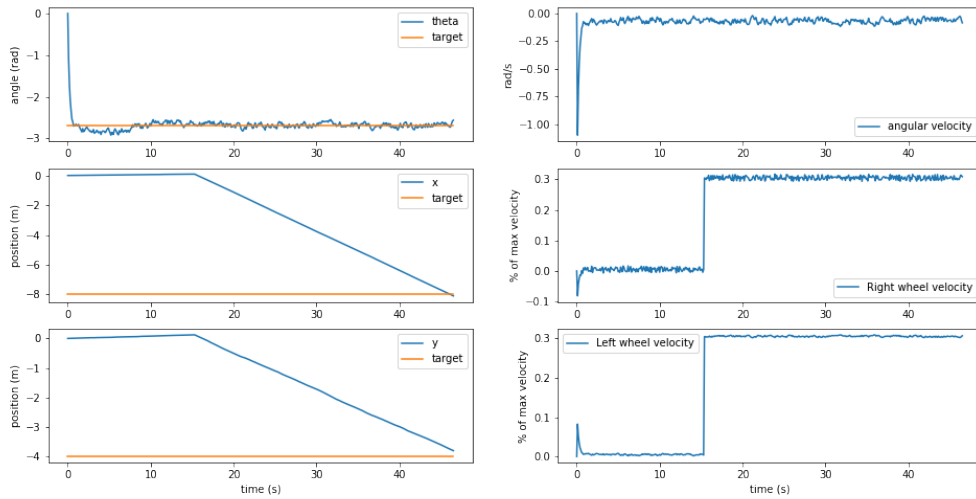 0
−1
−2
−3
angle (rad)
theta
target
0 10 20 30 40
0.00
−0.25
−0.50
−0.75
−1.00
rad/s
angular velocity
0 10 20 30 40
0
−2
−4
−6
−8
position (m)
x
target
0 10 20 30 40
0.3
0.2
0.1
0.0
−0.1
% of max velocity
Right wheel velocity
0 10 20 30 40
0
−1
−2
−3
−4
position (m)
y
target
0 10 20 30 40
time (s)
0.3
0.2
0.1
0.0
% of max velocity
Left wheel velocity
0 10 20 30 40
time (s)